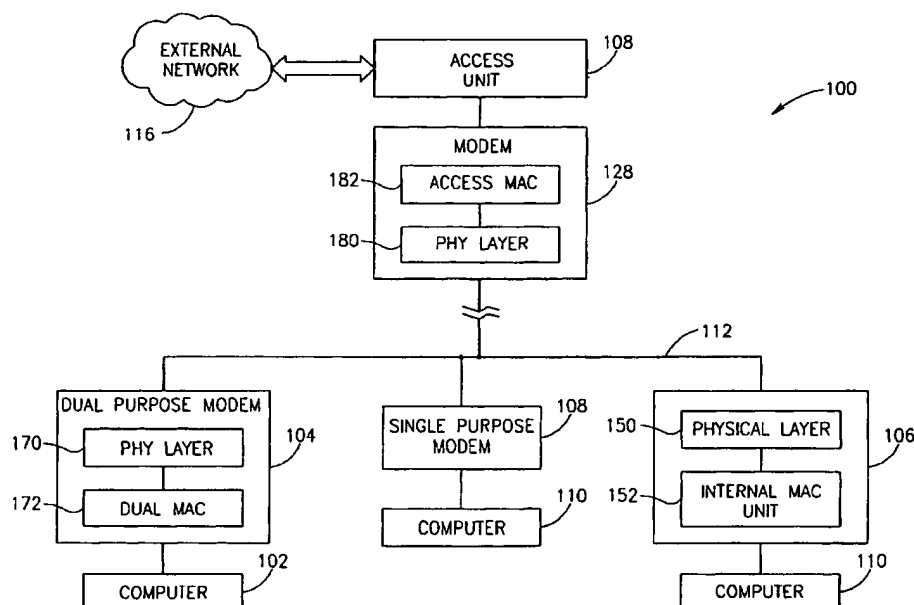 EXTERNAL
NETWORK
116
ACCESS
UNIT
108
100
MODEM
182
ACCESS MAC
128
180
PHY LAYER
112
DUAL PURPOSE MODEM
170
PHY LAYER
104
172
DUAL MAC
COMPUTER
102
SINGLE PURPOSE
MODEM
108
COMPUTER
110
150
PHYSICAL LAYER
106
152
INTERNAL MAC
UNIT
COMPUTER
110